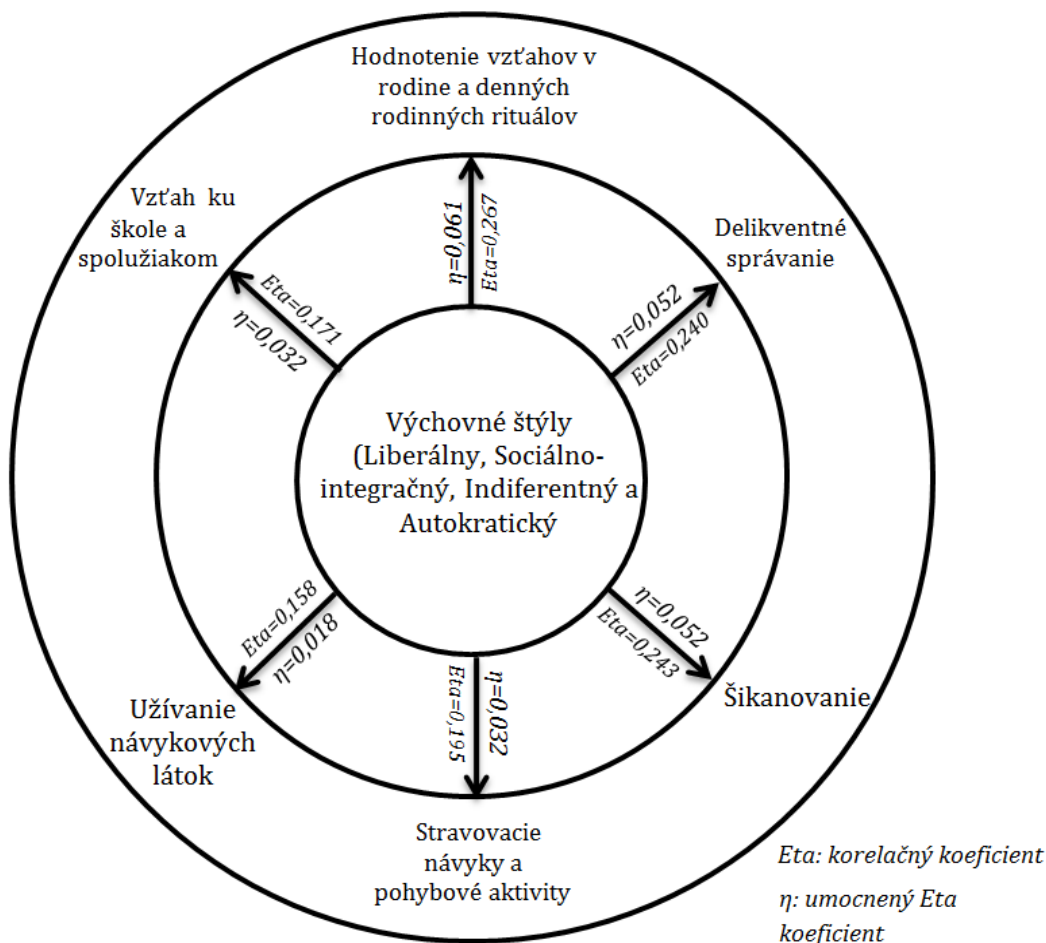 Hodnotenie vzťahov v
rodine a denných
rodinných rituálov
Vzťah ku
škole a
spolužiakom
Delikventné
správanie
η=0,061
Eta=0,267
Eta=0,171
η=0,032
η=0,052
Eta=0,240
Výchovné štýly
(Liberálny, Sociálno-
integračný, Indiferentný a
Autokratický
Eta=0,158
η=0,018
Eta=0,195
η=0,032
η=0,052
Eta=0,243
Užívanie
návykových
látok
Šikanovanie
Stravovacie
návyky a
pohybové aktivity
Eta: korelačný koeficient
η: umocnený Eta
koeficient